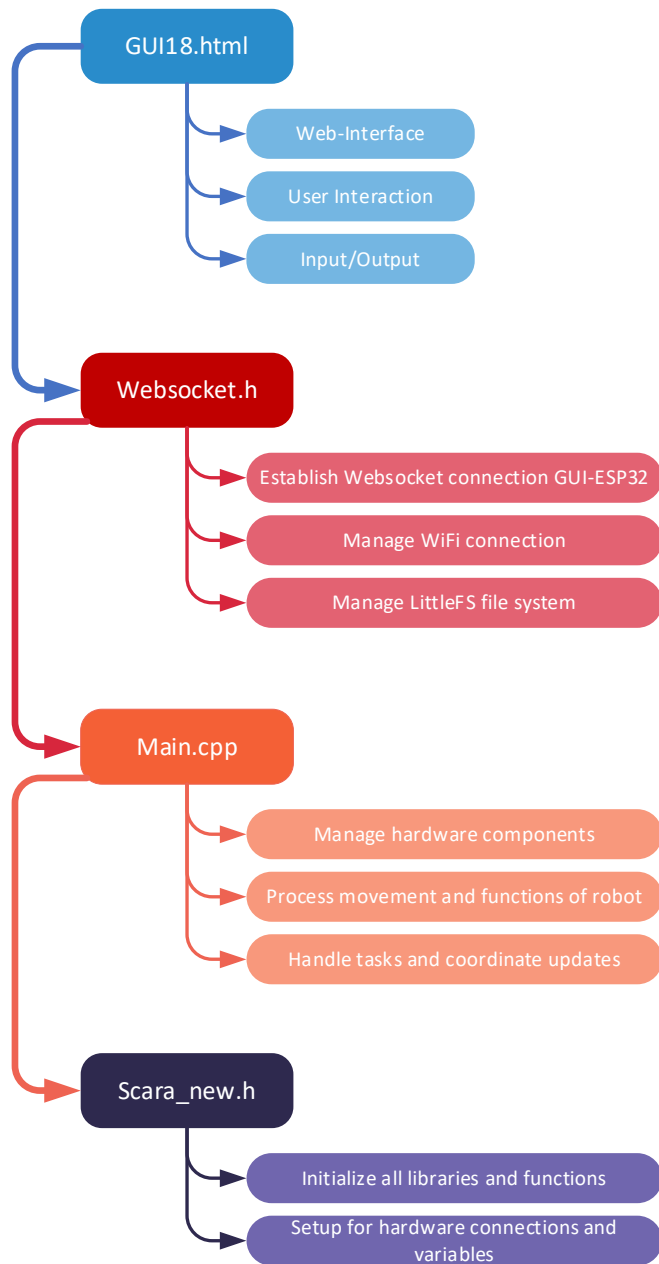 GUI18.html
Web-Interface
User Interaction
Input/Output
Websocket.h
Establish Websocket connection GUI-ESP32
Manage WiFi connection
Manage LittleFS file system
Main.cpp
Manage hardware components
Process movement and functions of robot
Handle tasks and coordinate updates
Scara_new.h
Initialize all libraries and functions
Setup for hardware connections and
variables